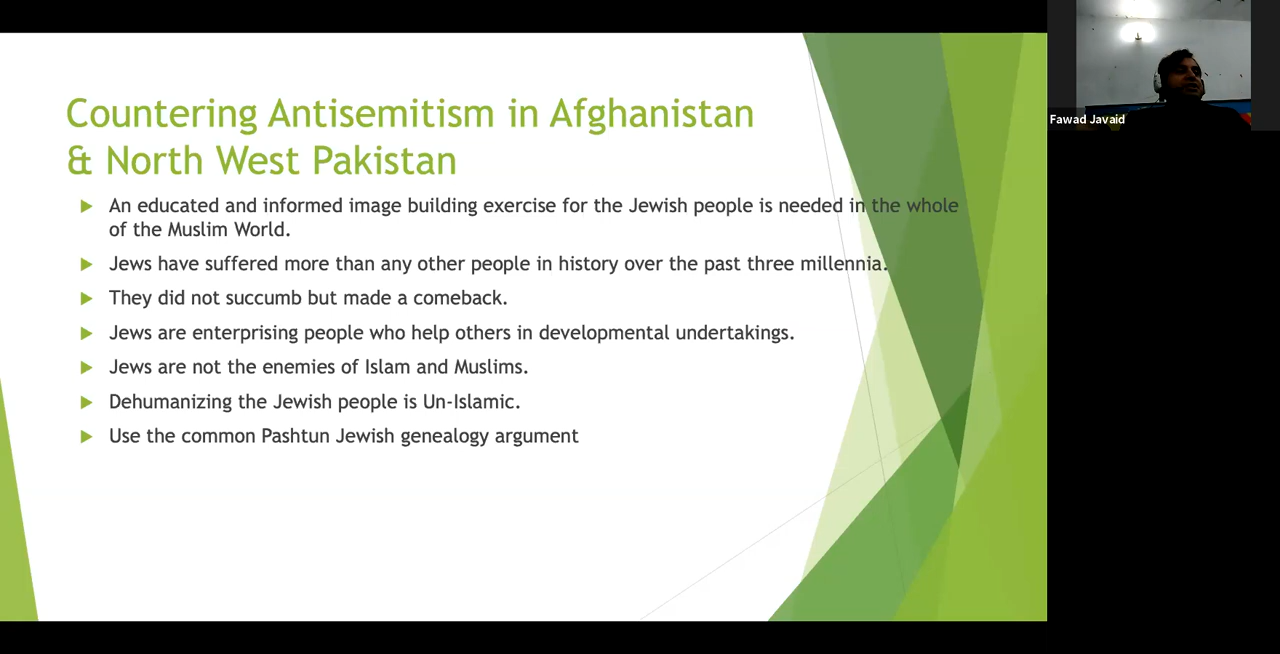 Countering Antisemitism in Afghanistan
& North West Pakistan
An educated and informed image building exercise for the Jewish people is needed in the whole
of the Muslim World.
Jews have suffered more than any other people in history over the past three millennia.
They did not succumb but made a comeback.
Jews are enterprising people who help others in developmental undertakings.
Jews are not the enemies of Islam and Muslims.
Dehumanizing the Jewish people is Un-Islamic.
Use the common Pashtun Jewish genealogy argument
Fawad Javaid